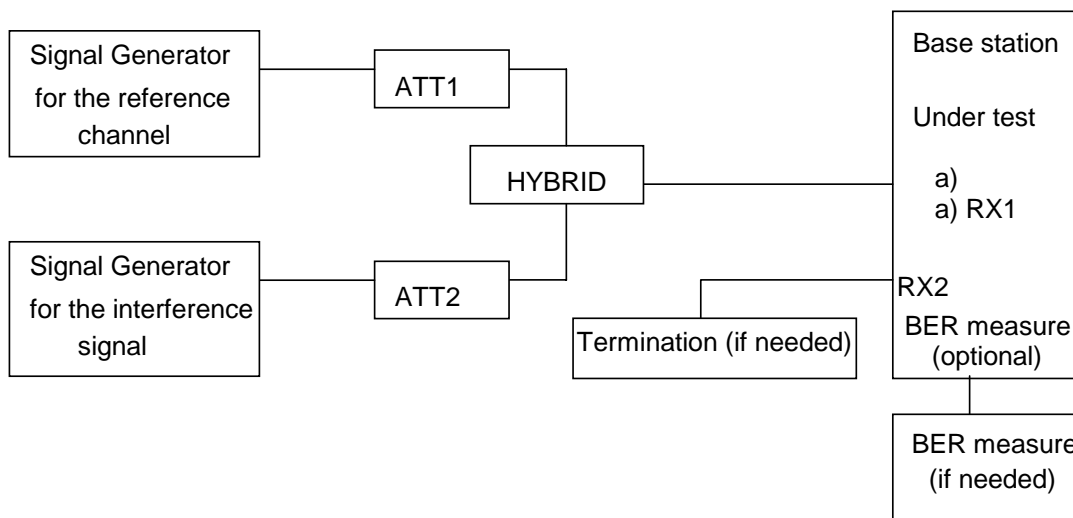 Signal Generator
for the reference
channel
ATT1
HYBRID
Signal Generator
for the interference
signal
ATT2
Termination (if needed)
Base station
Under test
a)
a) RX1
RX2
BER measure
(optional)
BER measure
(if needed)